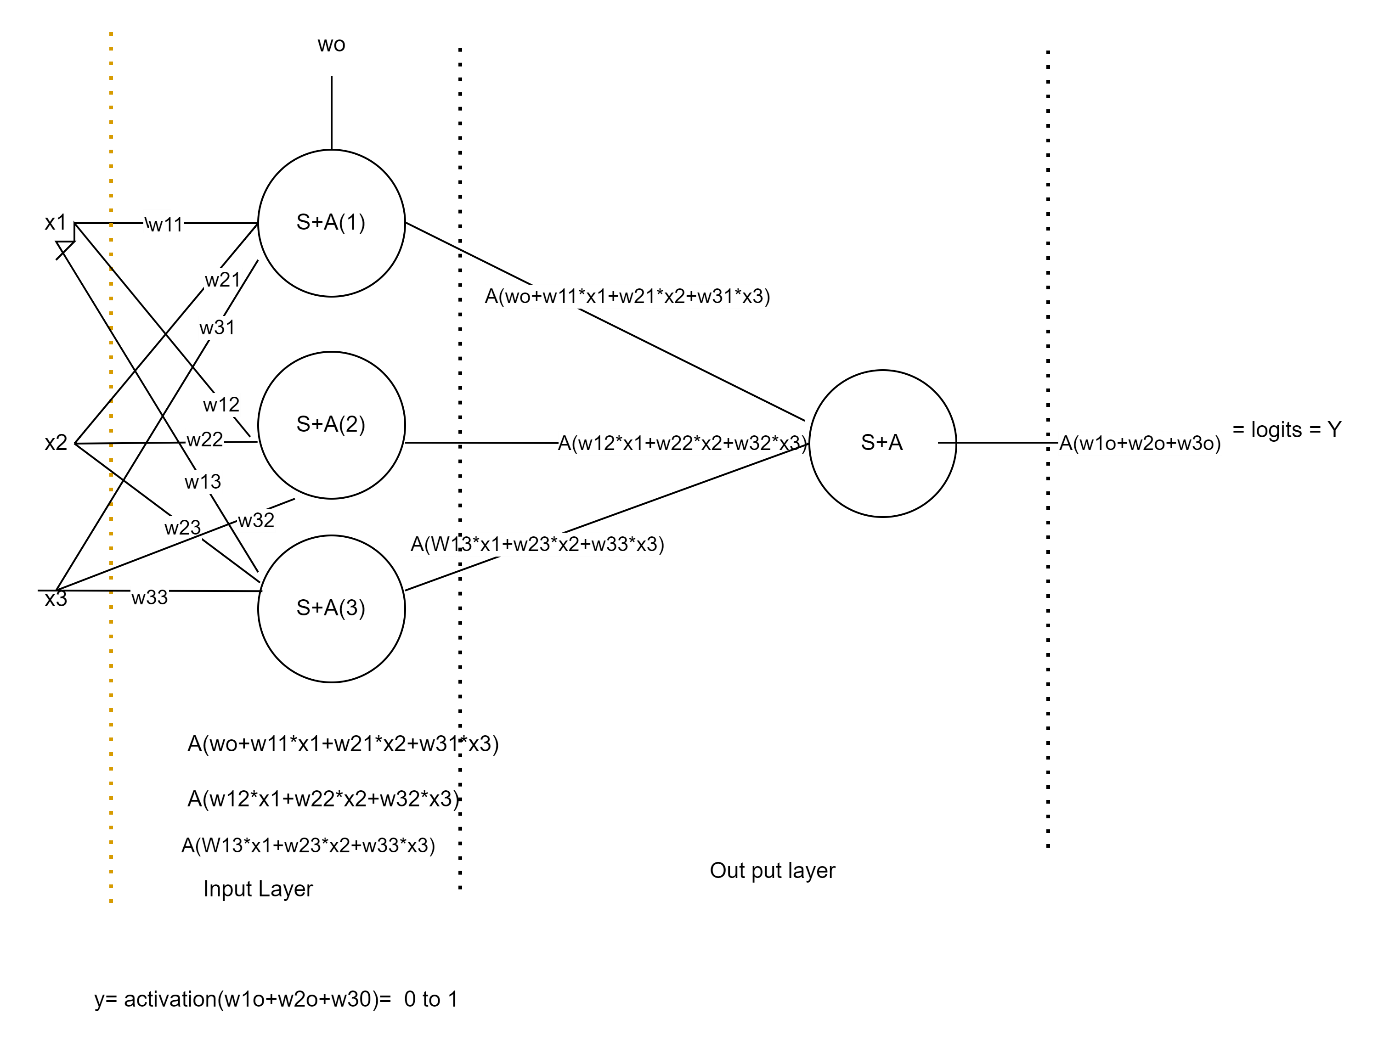 wo
x1
\w11
S+A(1)
w21
A(wo+w11*x1+w21*x2+w31*x3)
w31
w12
S+A(2)
x2
w22
A(w12*x1+w22*x2+w32*x3)
S+A
A(w1o+w2o+w3o)
= logits = Y
w13
w23
w32
A(W13*x1+w23*x2+w33*x3)
x3
w33
S+A(3)
A(wo+w11*x1+w21*x2+w31*x3)
A(w12*x1+w22*x2+w32*x3)
A(W13*x1+w23*x2+w33*x3)
Out put layer
Input Layer
y= activation(w1o+w2o+w30)= 0 to 1